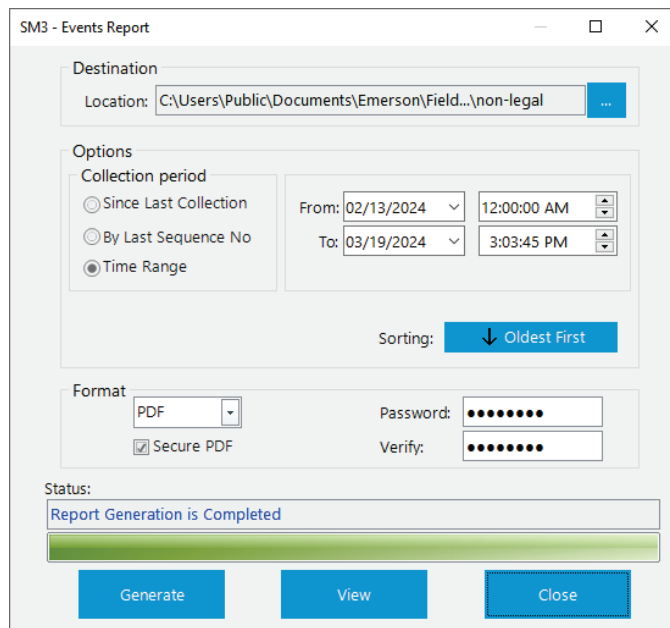 SM3 - Events Report
Destination
Location: C:\Users\Public\Documents\Emerson\Field...\non-legal ...
Options
Collection period
Since Last Collection
By Last Sequence No
Time Range
From: 02/13/2024 12:00:00 AM
To: 03/19/2024 3:03:45 PM
Sorting: Oldest First
Format
PDF
Secure PDF
Password: ●●●●●●●●
Verify: ●●●●●●●●
Status:
Report Generation is Completed
Generate View Close